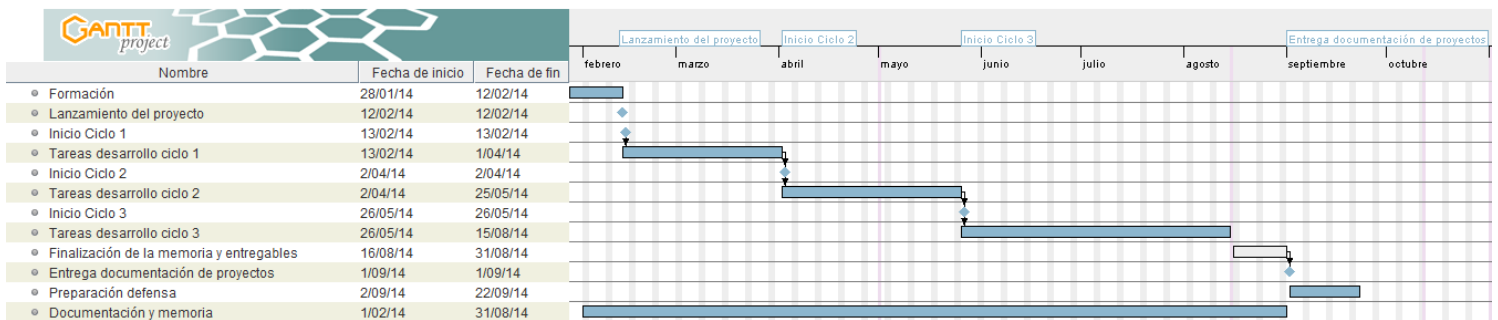 GANTT
project
Lanzamiento del proyecto Inicio Ciclo 2 Inicio Ciclo 3 Entrega documentación de proyectos
febrero marzo abril mayo junio julio agosto septiembre octubre
Nombre Fecha de inicio Fecha de fin
Formación 28/01/14 12/02/14
Lanzamiento del proyecto 12/02/14 12/02/14
Inicio Ciclo 1 13/02/14 13/02/14
Tareas desarrollo ciclo 1 13/02/14 1/04/14
Inicio Ciclo 2 2/04/14 2/04/14
Tareas desarrollo ciclo 2 2/04/14 25/05/14
Inicio Ciclo 3 26/05/14 26/05/14
Tareas desarrollo ciclo 3 26/05/14 15/08/14
Finalización de la memoria y entregables 16/08/14 31/08/14
Entrega documentación de proyectos 1/09/14 1/09/14
Preparación defensa 2/09/14 22/09/14
Documentación y memoria 1/02/14 31/08/14